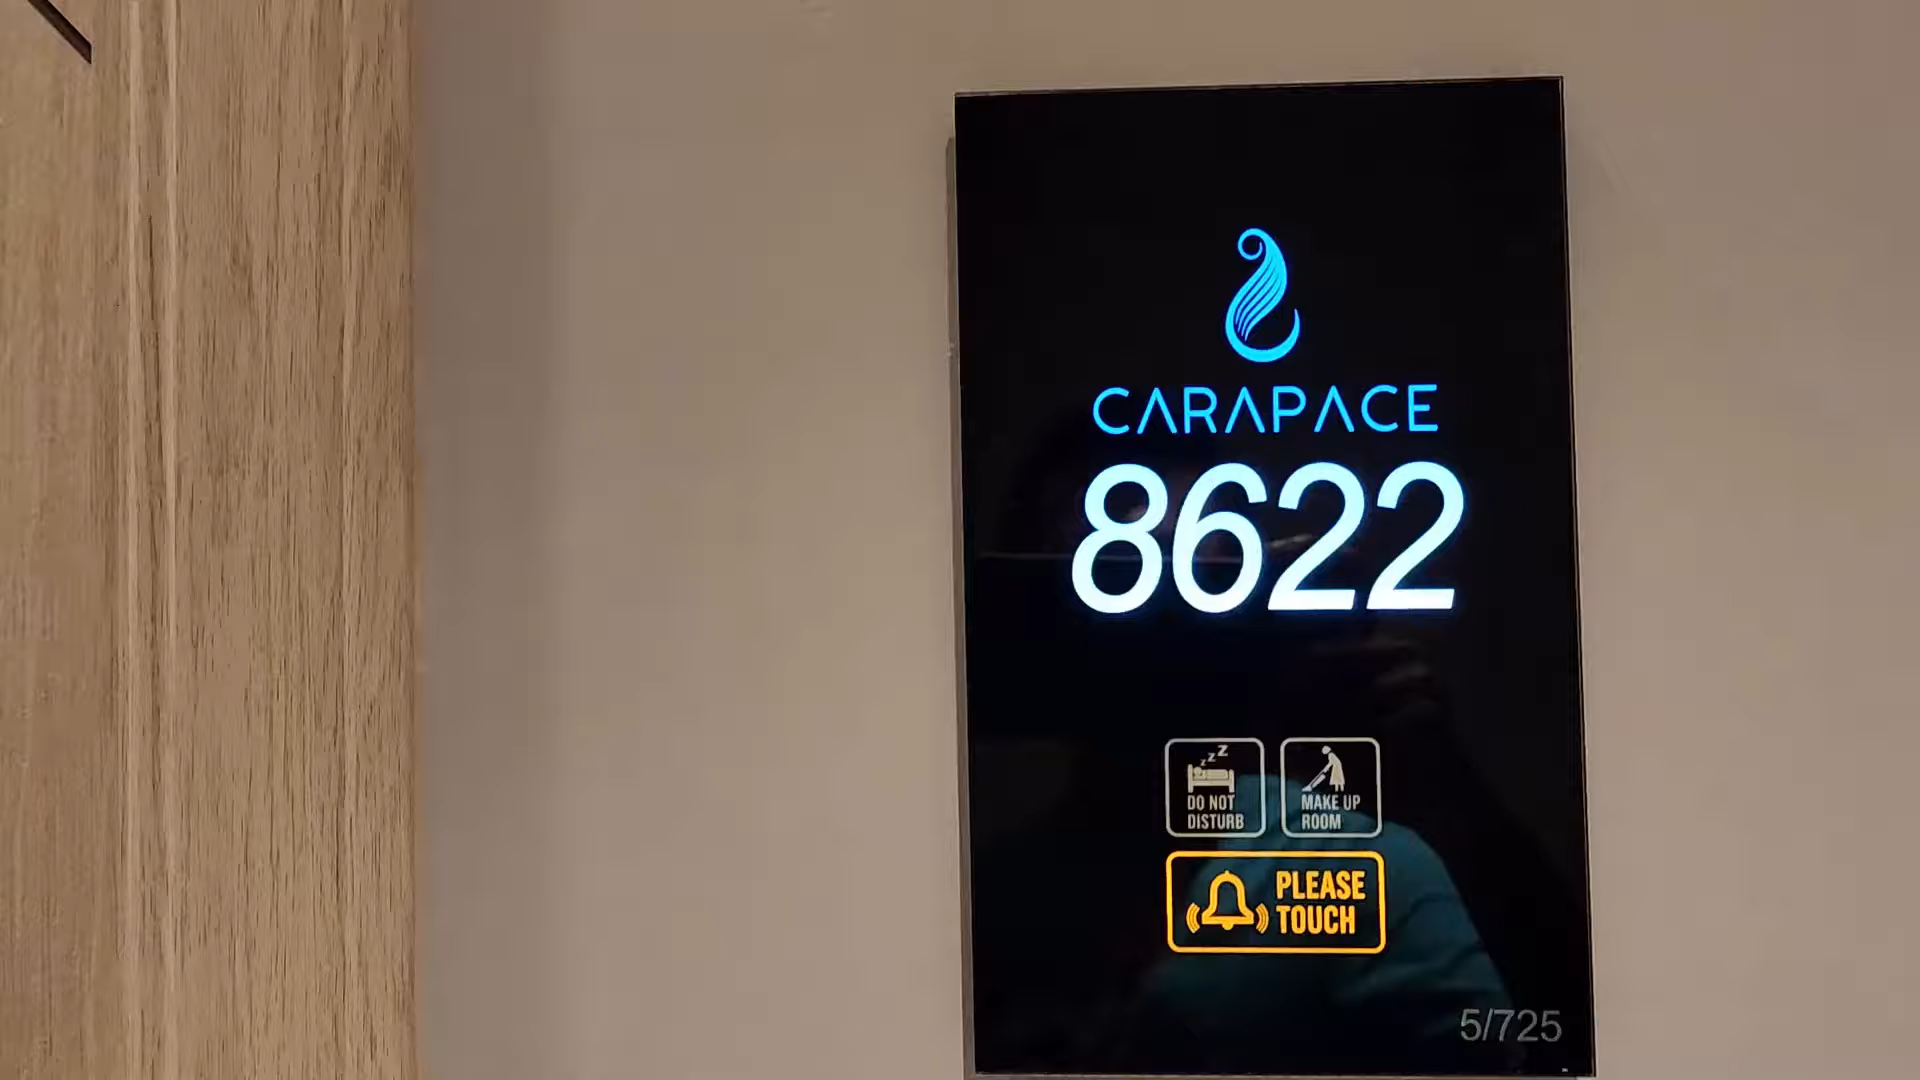 CARAPACE
8622
z z Z
DO NOT
DISTURB
MAKE UP
ROOM
PLEASE
TOUCH
5/725